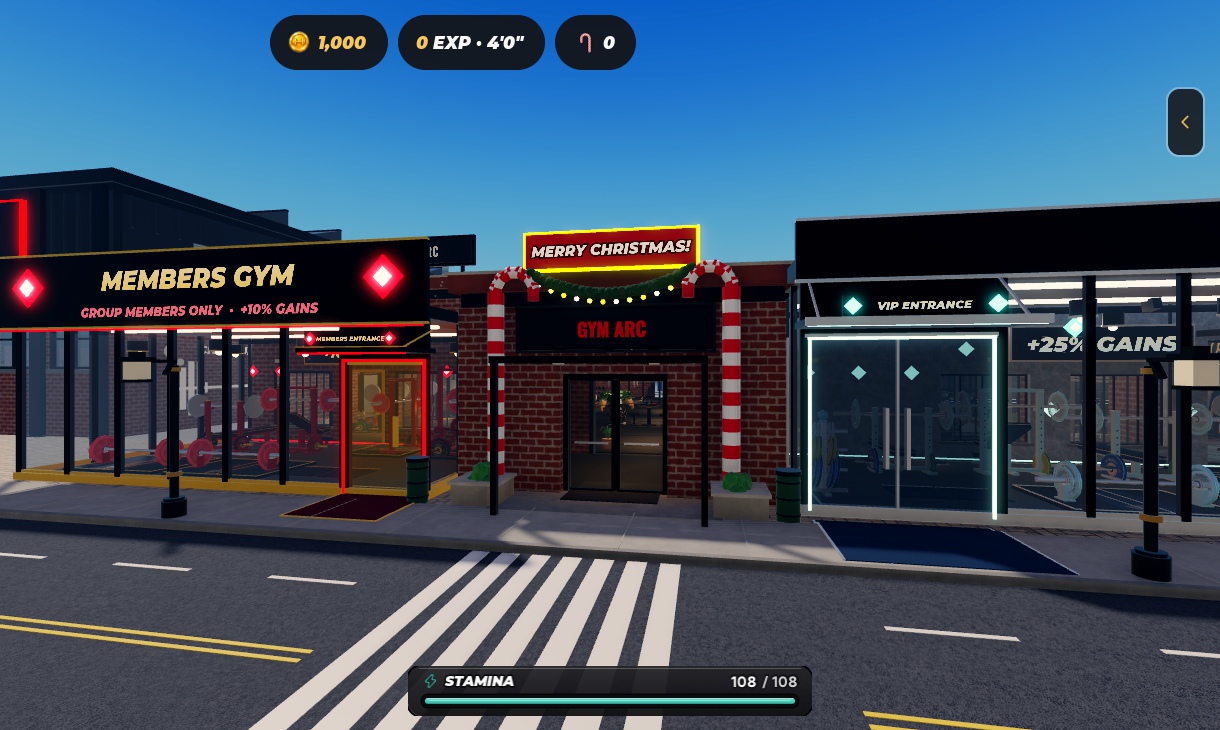 1,000
0 EXP • 4'0"
0
MERRY CHRISTMAS!
MEMBERS GYM
GROUP MEMBERS ONLY • +10% GAINS
MEMBERS ENTRANCE
GYM ARC
VIP ENTRANCE
+25% GAINS
STAMINA
108 / 108